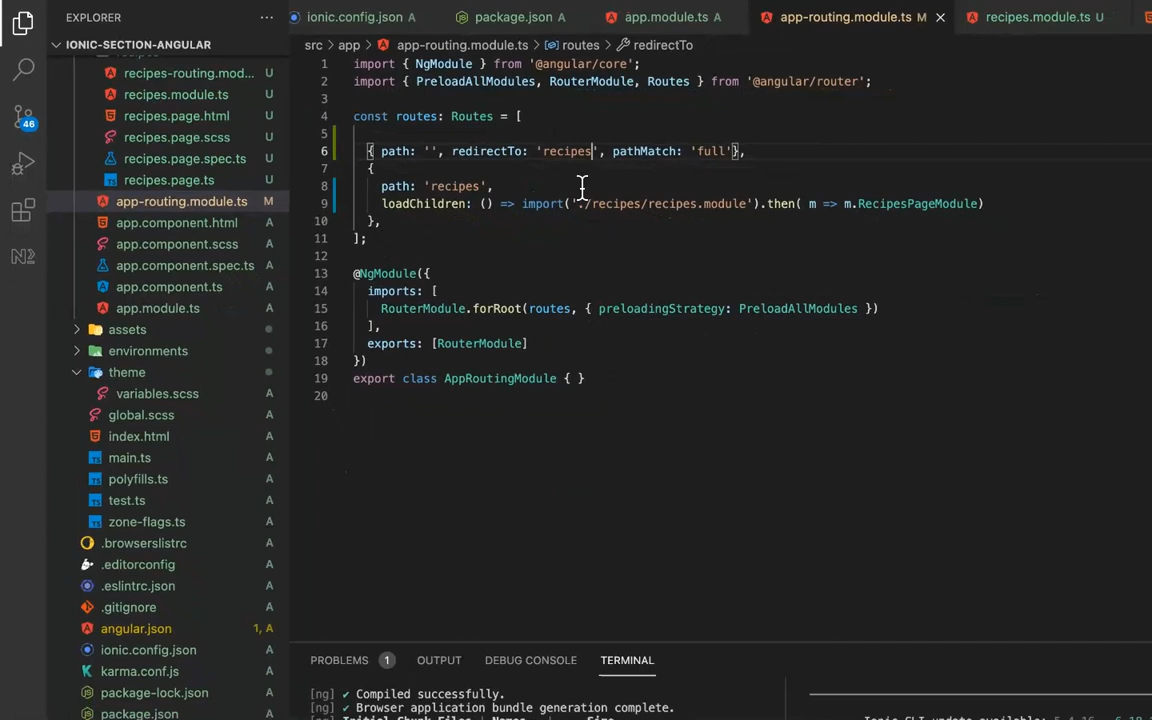 EXPLORER
ionic.config.json A
package.json A
app.module.ts A
app-routing.module.ts M
recipes.module.ts U
IONIC-SECTION-ANGULAR
src > app > app-routing.module.ts > routes > redirectTo
recipes-routing.mod... U
recipes.module.ts U
recipes.page.html U
recipes.page.scss U
recipes.page.spec.ts U
recipes.page.ts U
app-routing.module.ts M
app.component.html A
app.component.scss A
app.component.spec.ts A
app.component.ts A
app.module.ts A
assets
environments
theme
variables.scss A
global.scss A
index.html A
main.ts A
polyfills.ts A
test.ts A
zone-flags.ts A
.browserslistrc A
.editorconfig A
.eslintrc.json A
.gitignore A
angular.json 1, A
ionic.config.json A
karma.conf.js A
package-lock.json A
package.json A
46
1 import { NgModule } from '@angular/core';
2 import { PreloadAllModules, RouterModule, Routes } from '@angular/router';
3
4 const routes: Routes = [
5
6 { path: '', redirectTo: 'recipes', pathMatch: 'full'},
7 {
8 path: 'recipes',
9 loadChildren: () => import('./recipes/recipes.module').then( m => m.RecipesPageModule)
10 },
11 ];
12
13 @NgModule({
14 imports: [
15 RouterModule.forRoot(routes, { preloadingStrategy: PreloadAllModules })
16 ],
17 exports: [RouterModule]
18 })
19 export class AppRoutingModule { }
20
PROBLEMS 1 OUTPUT DEBUG CONSOLE TERMINAL
[ng] ✔ Compiled successfully.
[ng] ✔ Browser application bundle generation complete.